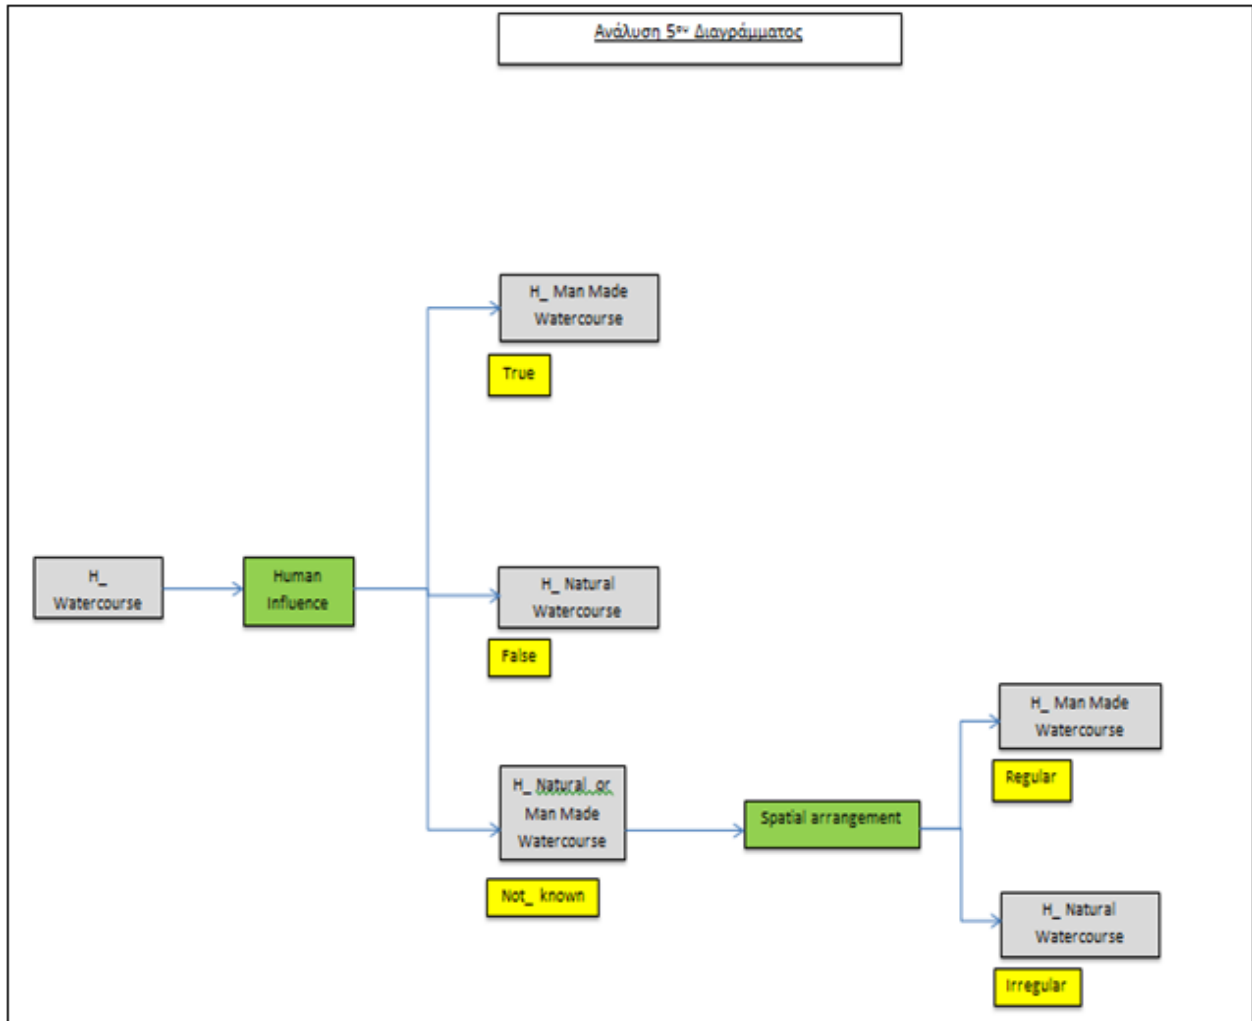 Ανάλυση 5ου Διαγράμματος
H_ Man Made
Watercourse
True
H_
Watercourse
Human
Influence
H_ Natural
Watercourse
False
H_ Natural or
Man Made
Watercourse
Not_ known
Spatial arrangement
H_ Man Made
Watercourse
Regular
H_ Natural
Watercourse
Irregular